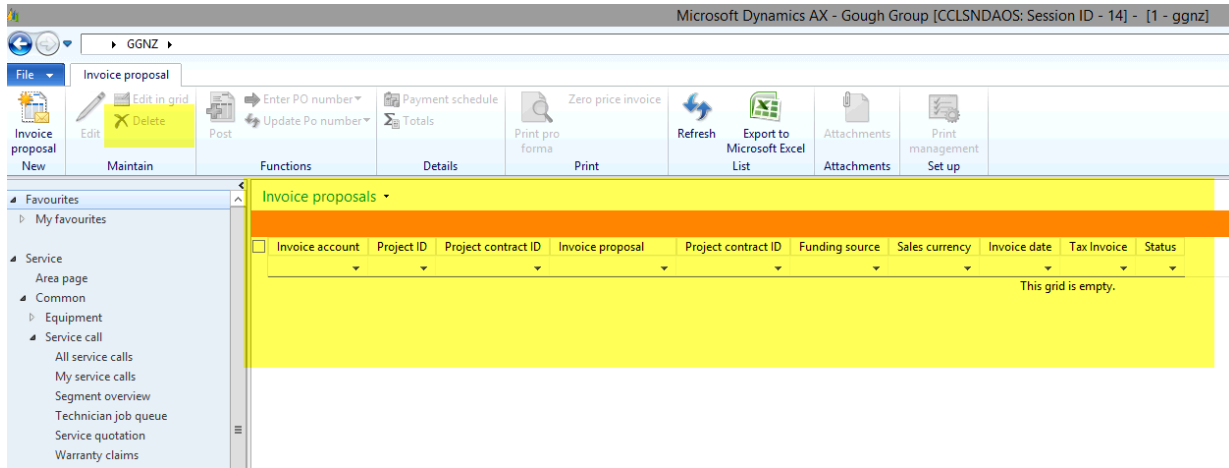 Microsoft Dynamics AX - Gough Group [CCLSNDAOS: Session ID - 14] - [1 - ggnz]
GGNZ
File
Invoice proposal
Invoice proposal
Edit
Edit in grid
Delete
Post
Enter PO number
Update Po number
Payment schedule
Totals
Print pro forma
Zero price invoice
Refresh
Export to Microsoft Excel
Attachments
Print management
New
Maintain
Functions
Details
Print
List
Attachments
Set up
Favourites
My favourites
Service
Area page
Common
Equipment
Service call
All service calls
My service calls
Segment overview
Technician job queue
Service quotation
Warranty claims
Invoice proposals
Invoice account Project ID Project contract ID Invoice proposal Project contract ID Funding source Sales currency Invoice date Tax Invoice Status
This grid is empty.